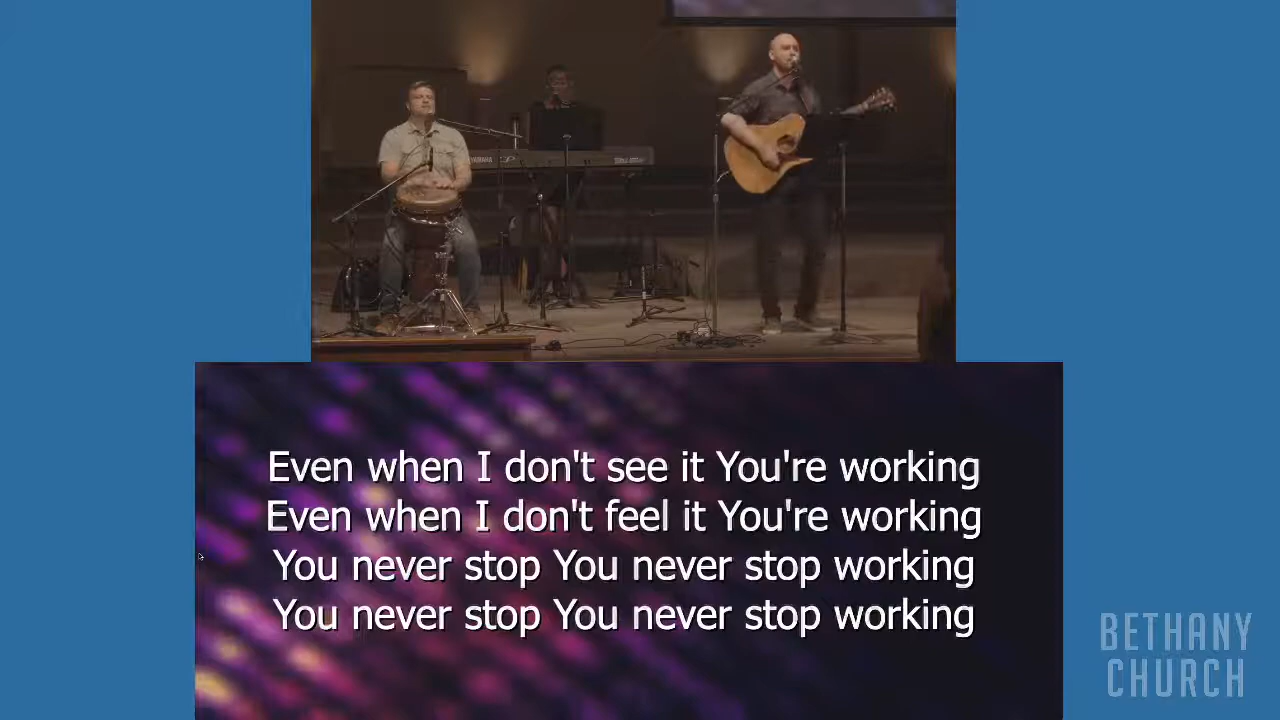 YAMAHA
Even when I don't see it You're working
Even when I don't feel it You're working
You never stop You never stop working
You never stop You never stop working
BETHANY
CHURCH